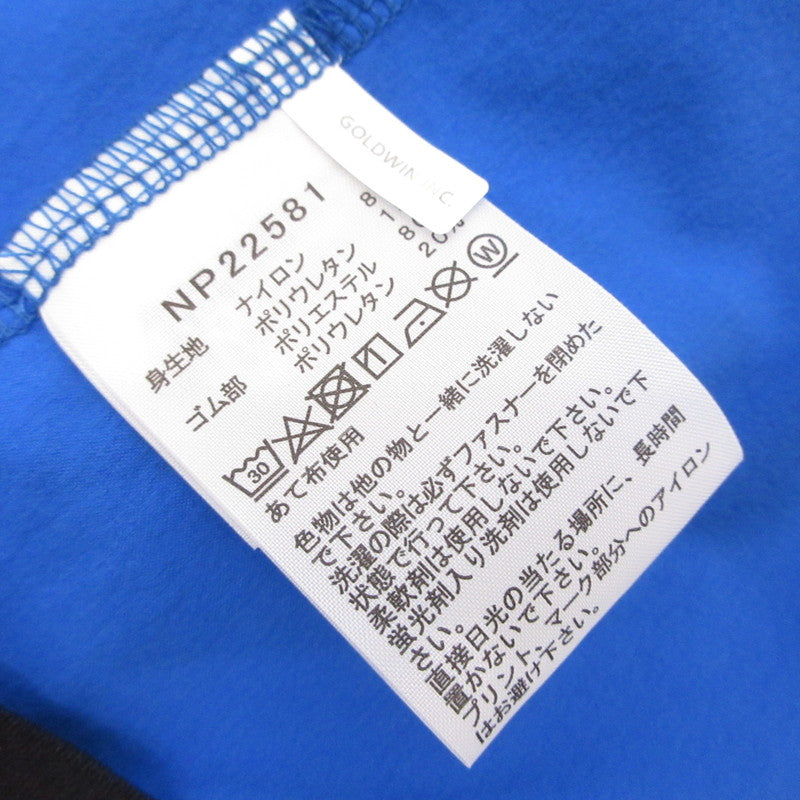 GOLDWIN INC.
NP22581
身生地 ナイロン 8
ポリウレタン 1
ゴム部 ポリエステル 80
ポリウレタン 20%
30 W
あて布使用
色物は他の物と一緒に洗濯しない
で下さい。
洗濯の際は必ずファスナーを閉めた
状態で行って下さい。
柔軟剤は使用しないで下さい。
蛍光剤入り洗剤は使用しないで下
さい。
直接日光の当たる場所に、長時間
置かないで下さい。
プリント、マーク部分へのアイロン
はお避け下さい。